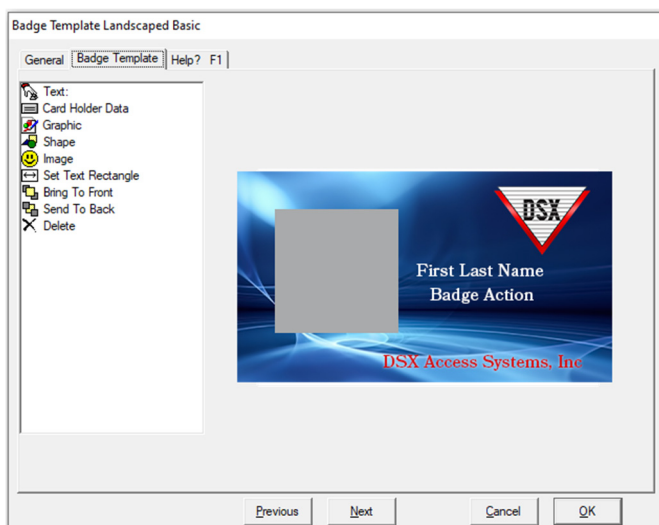 Badge Template Landscaped Basic
General Badge Template Help? F1
Text:
Card Holder Data
Graphic
Shape
Image
Set Text Rectangle
Bring To Front
Send To Back
Delete
DSX
First Last Name
Badge Action
DSX Access Systems, Inc
Previous Next Cancel OK